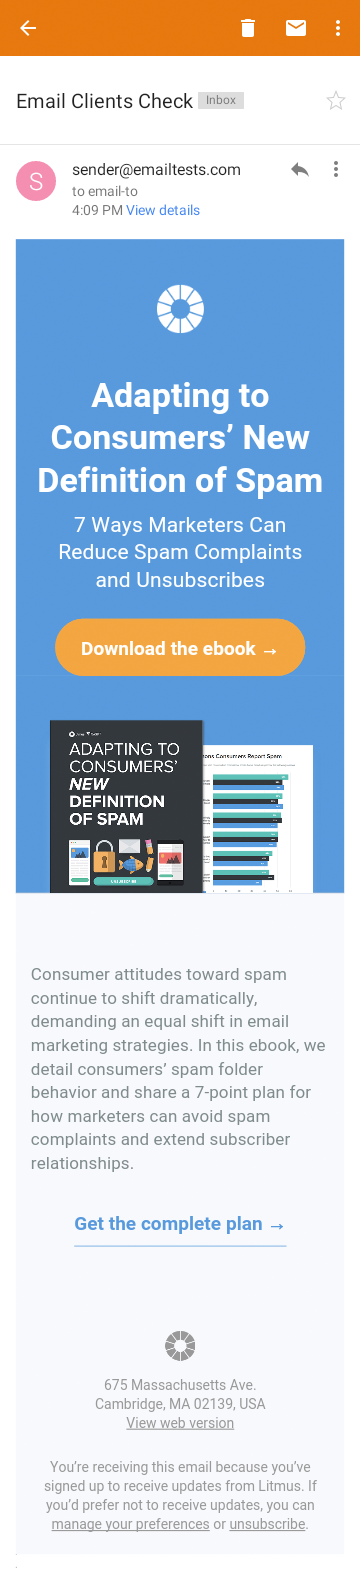 Email Clients Check Inbox
S
sender@emailtests.com
to email-to
4:09 PM View details
Adapting to
Consumers’ New
Definition of Spam
7 Ways Marketers Can
Reduce Spam Complaints
and Unsubscribes
Download the ebook →
ADAPTING TO
CONSUMERS’
NEW
DEFINITION
OF SPAM
UNSUBSCRIBE
ons Consumers Report Spam
Consumer attitudes toward spam
continue to shift dramatically,
demanding an equal shift in email
marketing strategies. In this ebook, we
detail consumers’ spam folder
behavior and share a 7-point plan for
how marketers can avoid spam
complaints and extend subscriber
relationships.
Get the complete plan →
675 Massachusetts Ave.
Cambridge, MA 02139, USA
View web version
You’re receiving this email because you’ve
signed up to receive updates from Litmus. If
you’d prefer not to receive updates, you can
manage your preferences or unsubscribe.